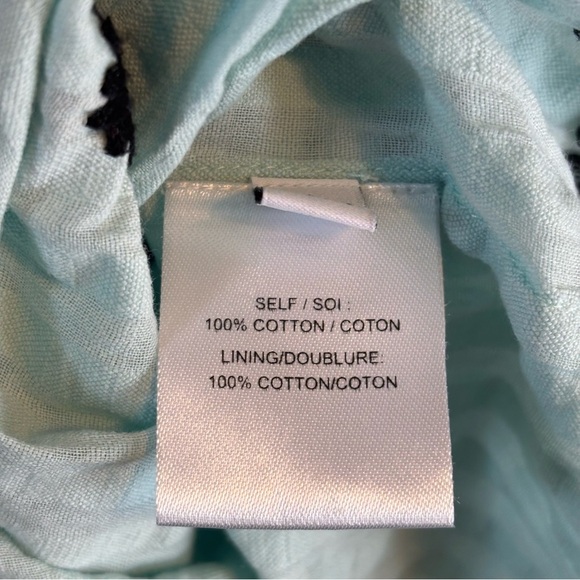 SELF / SOI :
100% COTTON / COTON
LINING/DOUBLURE:
100% COTTON/COTON